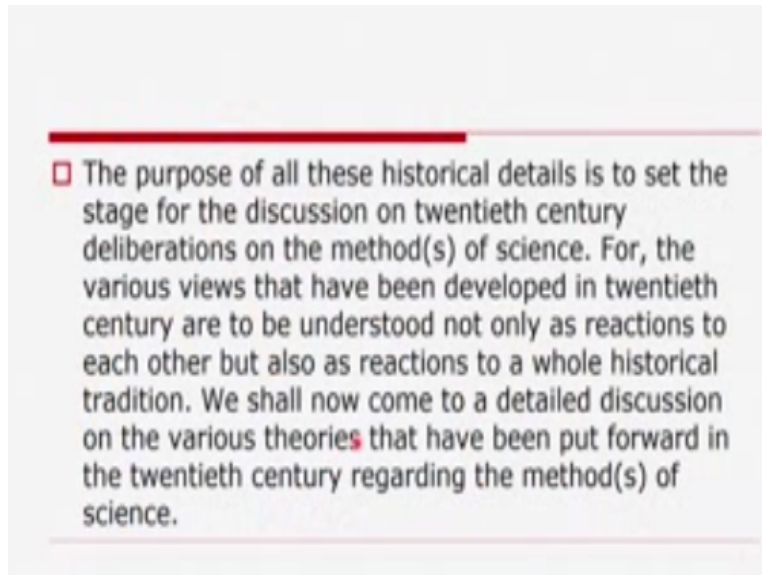 The purpose of all these historical details is to set the
stage for the discussion on twentieth century
deliberations on the method(s) of science. For, the
various views that have been developed in twentieth
century are to be understood not only as reactions to
each other but also as reactions to a whole historical
tradition. We shall now come to a detailed discussion
on the various theories that have been put forward in
the twentieth century regarding the method(s) of
science.